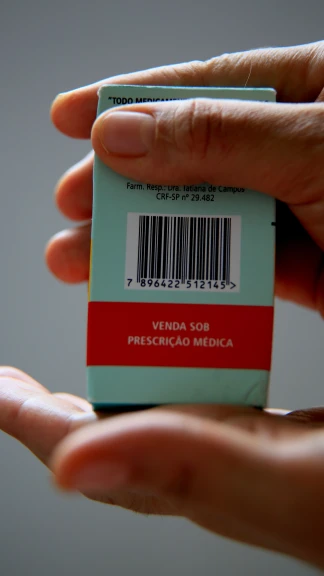 "TODO MEDICAMENTO
Farm. Resp.: Dra. Tatiana de Campos
CRF-SP nº 29.482
7 896422 512145 >
VENDA SOB
PRESCRIÇÃO MÉDICA